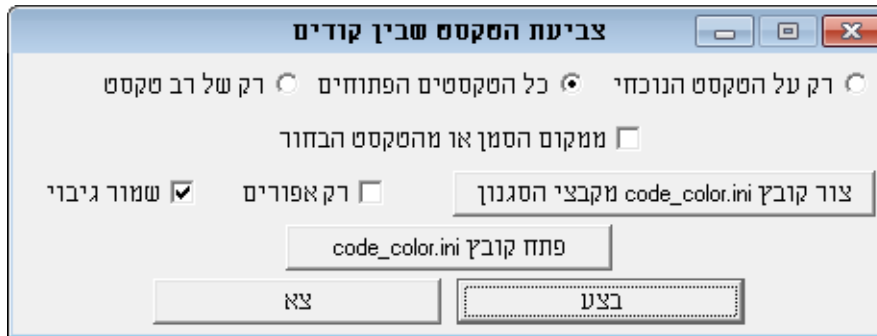 צביעת הטקסט שבין קודים
רק על הטקסט הנוכחי כל הטקסטים הפתוחים רק של רב טקסט
ממקום הסמן או מהטקסט הבחור
צור קובץ code_color.ini מקבצי הסגנון רק אפורים שמור גיבוי
פתח קובץ code_color.ini
בצע צא